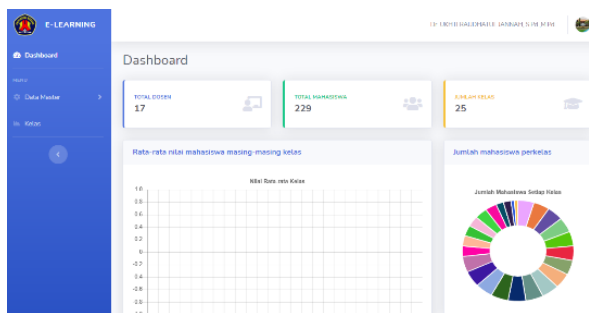 E-LEARNING
Dashboard
Data Master
Kelas
Dashboard
TOTAL DOSEN
17
TOTAL MAHASISWA
229
JUMLAH KELAS
25
Rata-rata nilai mahasiswa masing-masing kelas
Jumlah mahasiswa perkelas
Nilai Rata rata Kelas
Jumlah Mahasiswa Setiap Kelas